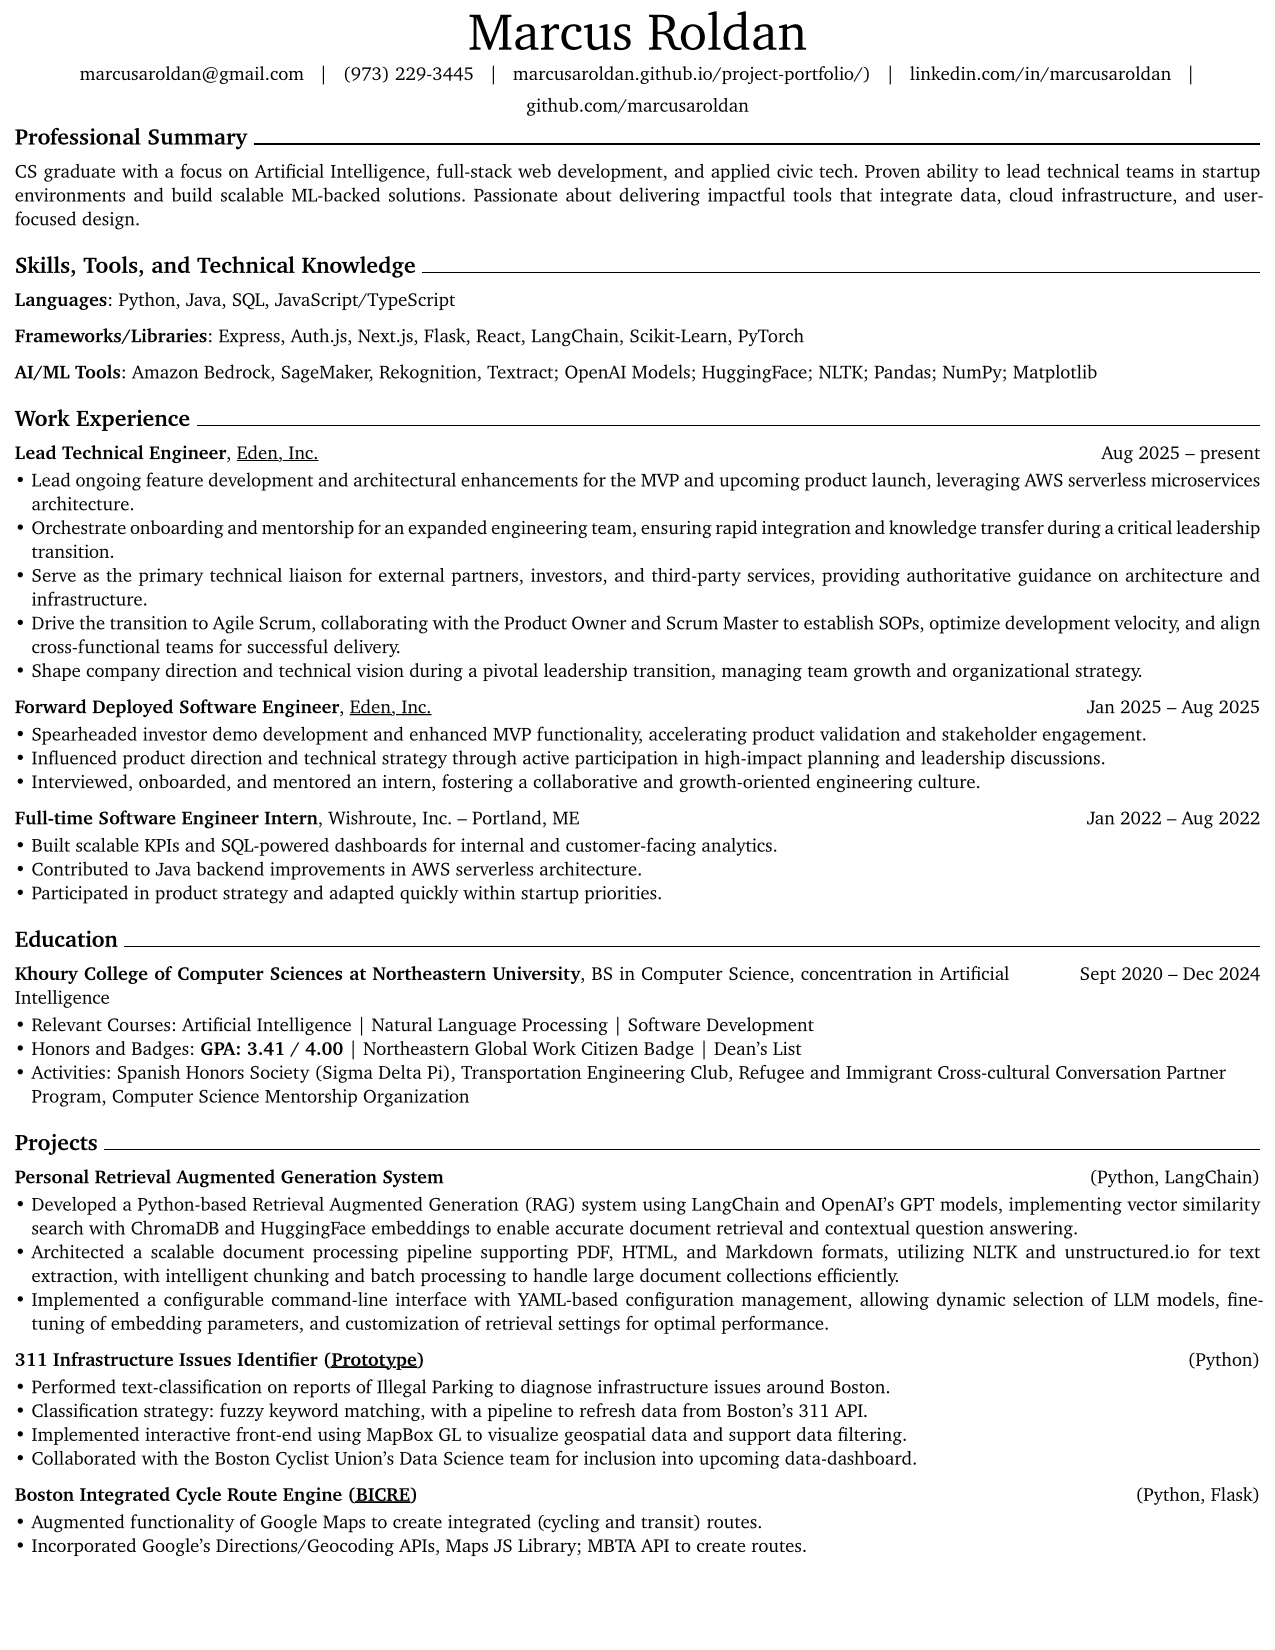 Marcus Roldan
marcusaroldan@gmail.com | (973) 229-3445 | marcusaroldan.github.io/project-portfolio/) | linkedin.com/in/marcusaroldan |
github.com/marcusaroldan
Professional Summary
CS graduate with a focus on Artificial Intelligence, full-stack web development, and applied civic tech. Proven ability to lead technical teams in startup
environments and build scalable ML-backed solutions. Passionate about delivering impactful tools that integrate data, cloud infrastructure, and user-
focused design.
Skills, Tools, and Technical Knowledge
Languages: Python, Java, SQL, JavaScript/TypeScript
Frameworks/Libraries: Express, Auth.js, Next.js, Flask, React, LangChain, Scikit-Learn, PyTorch
AI/ML Tools: Amazon Bedrock, SageMaker, Rekognition, Textract; OpenAI Models; HuggingFace; NLTK; Pandas; NumPy; Matplotlib
Work Experience
Lead Technical Engineer, Eden, Inc. Aug 2025 – present
• Lead ongoing feature development and architectural enhancements for the MVP and upcoming product launch, leveraging AWS serverless microservices
architecture.
• Orchestrate onboarding and mentorship for an expanded engineering team, ensuring rapid integration and knowledge transfer during a critical leadership
transition.
• Serve as the primary technical liaison for external partners, investors, and third-party services, providing authoritative guidance on architecture and
infrastructure.
• Drive the transition to Agile Scrum, collaborating with the Product Owner and Scrum Master to establish SOPs, optimize development velocity, and align
cross-functional teams for successful delivery.
• Shape company direction and technical vision during a pivotal leadership transition, managing team growth and organizational strategy.
Forward Deployed Software Engineer, Eden, Inc. Jan 2025 – Aug 2025
• Spearheaded investor demo development and enhanced MVP functionality, accelerating product validation and stakeholder engagement.
• Influenced product direction and technical strategy through active participation in high-impact planning and leadership discussions.
• Interviewed, onboarded, and mentored an intern, fostering a collaborative and growth-oriented engineering culture.
Full-time Software Engineer Intern, Wishroute, Inc. – Portland, ME Jan 2022 – Aug 2022
• Built scalable KPIs and SQL-powered dashboards for internal and customer-facing analytics.
• Contributed to Java backend improvements in AWS serverless architecture.
• Participated in product strategy and adapted quickly within startup priorities.
Education
Khoury College of Computer Sciences at Northeastern University, BS in Computer Science, concentration in Artificial Sept 2020 – Dec 2024
Intelligence
• Relevant Courses: Artificial Intelligence | Natural Language Processing | Software Development
• Honors and Badges: GPA: 3.41 / 4.00 | Northeastern Global Work Citizen Badge | Dean's List
• Activities: Spanish Honors Society (Sigma Delta Pi), Transportation Engineering Club, Refugee and Immigrant Cross-cultural Conversation Partner
Program, Computer Science Mentorship Organization
Projects
Personal Retrieval Augmented Generation System (Python, LangChain)
• Developed a Python-based Retrieval Augmented Generation (RAG) system using LangChain and OpenAI's GPT models, implementing vector similarity
search with ChromaDB and HuggingFace embeddings to enable accurate document retrieval and contextual question answering.
• Architected a scalable document processing pipeline supporting PDF, HTML, and Markdown formats, utilizing NLTK and unstructured.io for text
extraction, with intelligent chunking and batch processing to handle large document collections efficiently.
• Implemented a configurable command-line interface with YAML-based configuration management, allowing dynamic selection of LLM models, fine-
tuning of embedding parameters, and customization of retrieval settings for optimal performance.
311 Infrastructure Issues Identifier (Prototype) (Python)
• Performed text-classification on reports of Illegal Parking to diagnose infrastructure issues around Boston.
• Classification strategy: fuzzy keyword matching, with a pipeline to refresh data from Boston's 311 API.
• Implemented interactive front-end using MapBox GL to visualize geospatial data and support data filtering.
• Collaborated with the Boston Cyclist Union's Data Science team for inclusion into upcoming data-dashboard.
Boston Integrated Cycle Route Engine (BICRE) (Python, Flask)
• Augmented functionality of Google Maps to create integrated (cycling and transit) routes.
• Incorporated Google's Directions/Geocoding APIs, Maps JS Library; MBTA API to create routes.